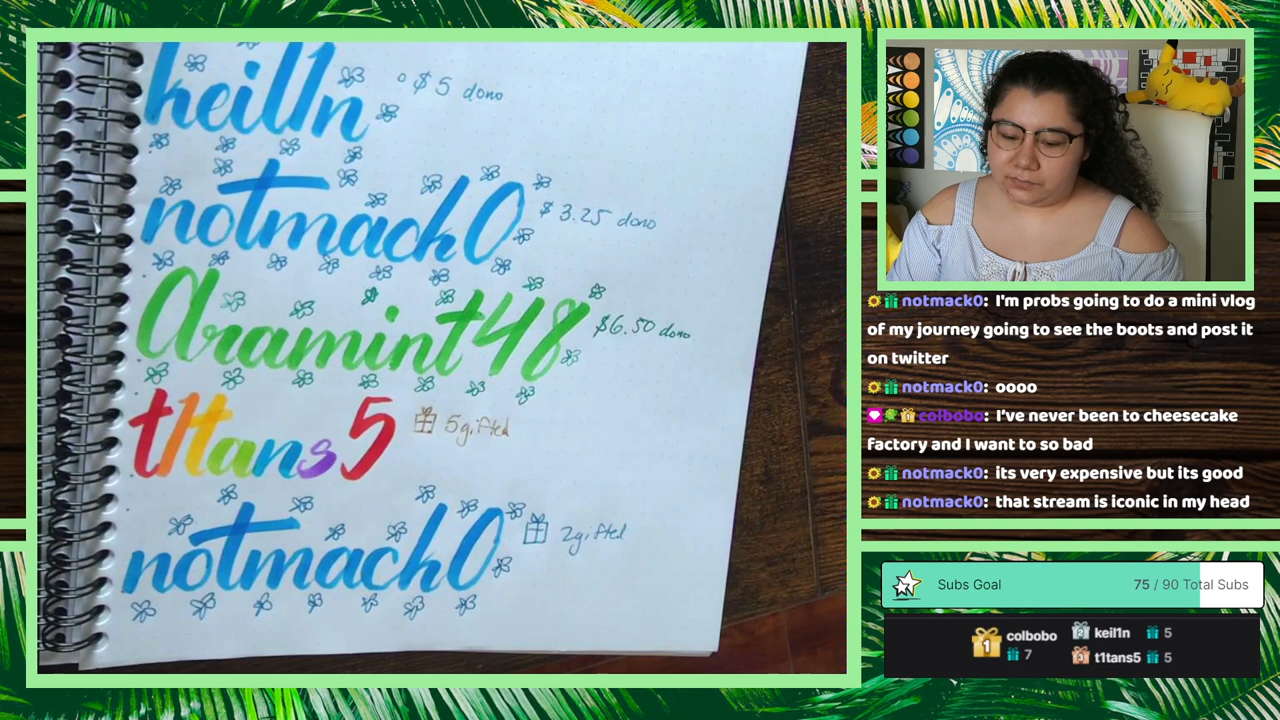 keil1n
$5 dono
notmack0
$3.25 dono
Aramint48
$6.50 dono
t1tans5
5 gifted
notmack0
2 gifted
notmack0: I'm probs going to do a mini vlog
of my journey going to see the boots and post it
on twitter
notmack0: oooo
colbobo: I've never been to cheesecake
factory and I want to so bad
notmack0: its very expensive but its good
notmack0: that stream is iconic in my head
Subs Goal
75 / 90 Total Subs
1
colbobo
7
2
keil1n
5
3
t1tans5
5